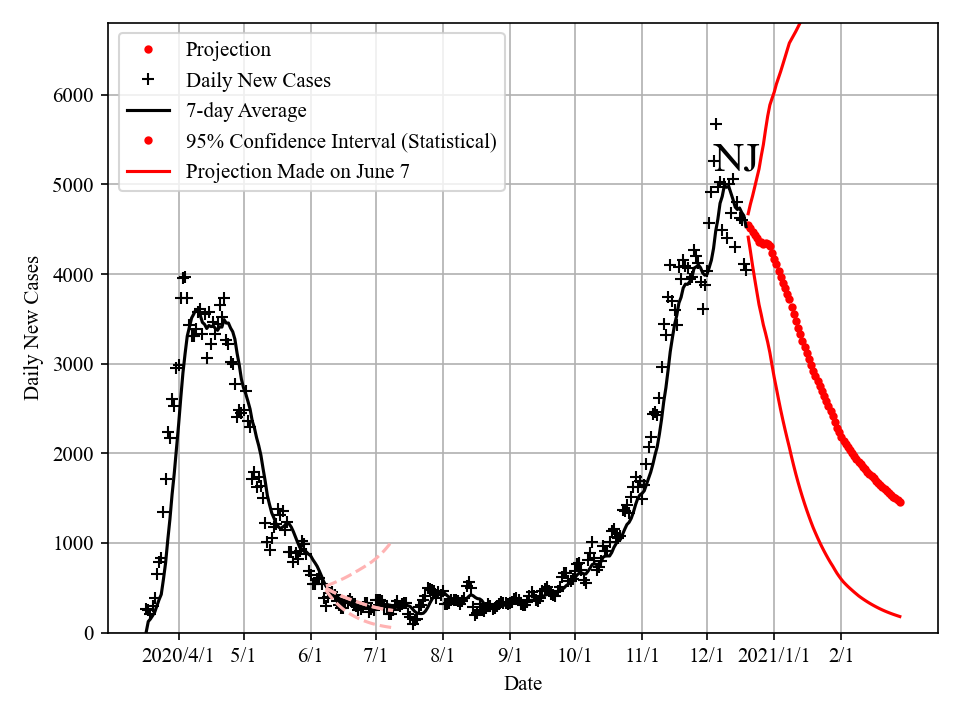 Projection
Daily New Cases
7-day Average
95% Confidence Interval (Statistical)
Projection Made on June 7
NJ
6000
5000
4000
3000
2000
1000
0
Daily New Cases
2020/4/1 5/1 6/1 7/1 8/1 9/1 10/1 11/1 12/1 2021/1/1 2/1
Date